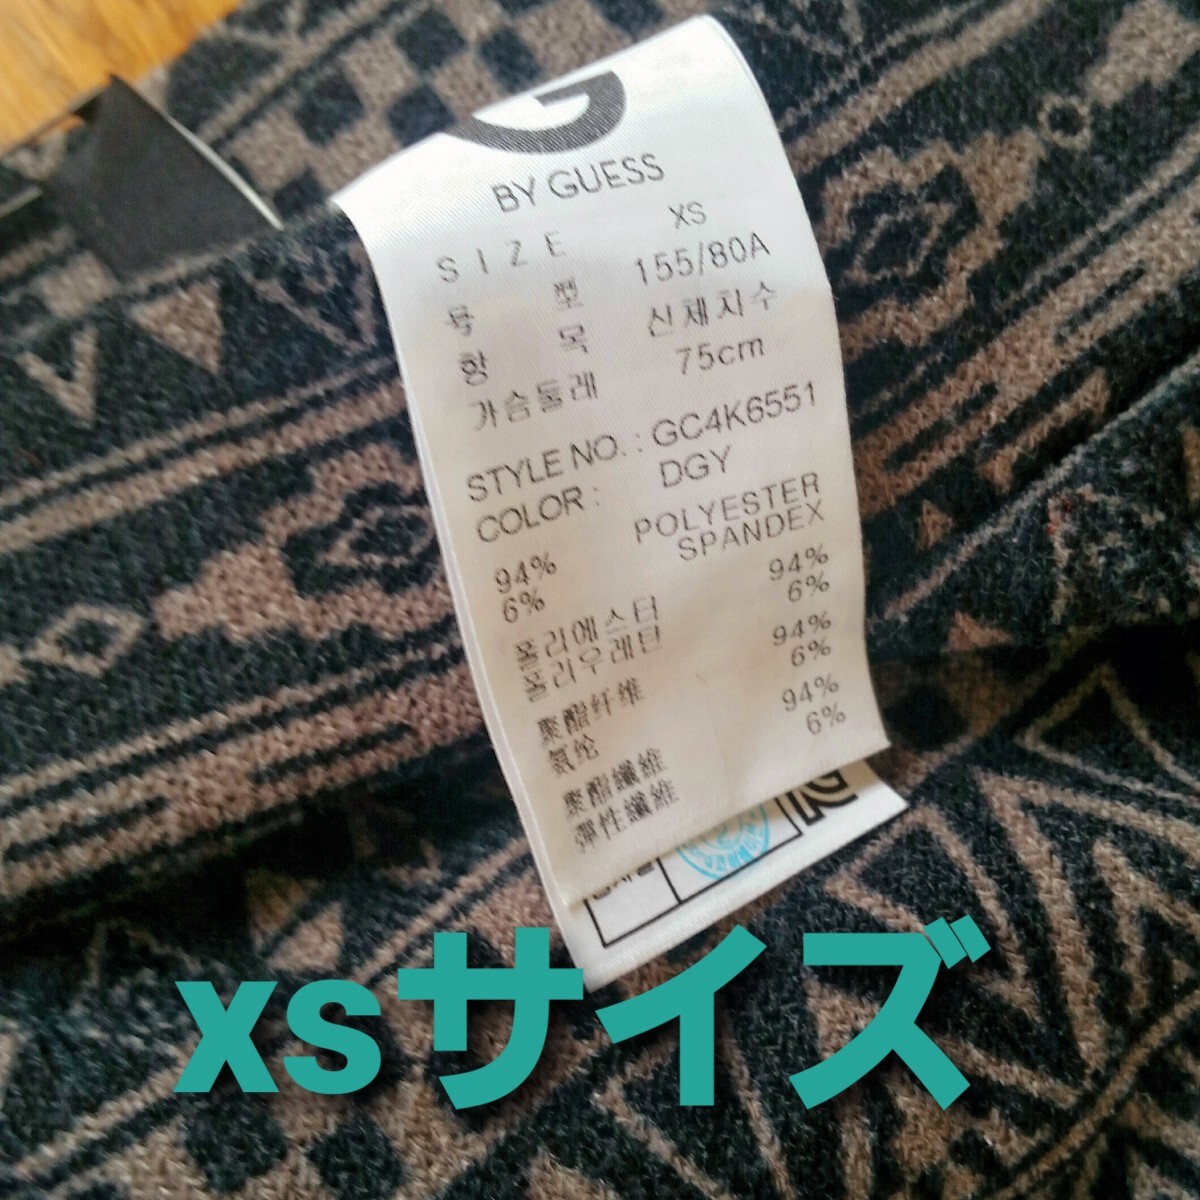 G
BY GUESS
SIZE XS
호형 155/80A
항목 신체치수
가슴둘레 75cm
STYLE NO. : GC4K6551
COLOR : DGY
94% POLYESTER
6% SPANDEX
폴리에스터 94%
폴리우레탄 6%
聚酯纤维 94%
氨纶 6%
聚酯纖維 94%
彈性纖維 6%
xsサイズ